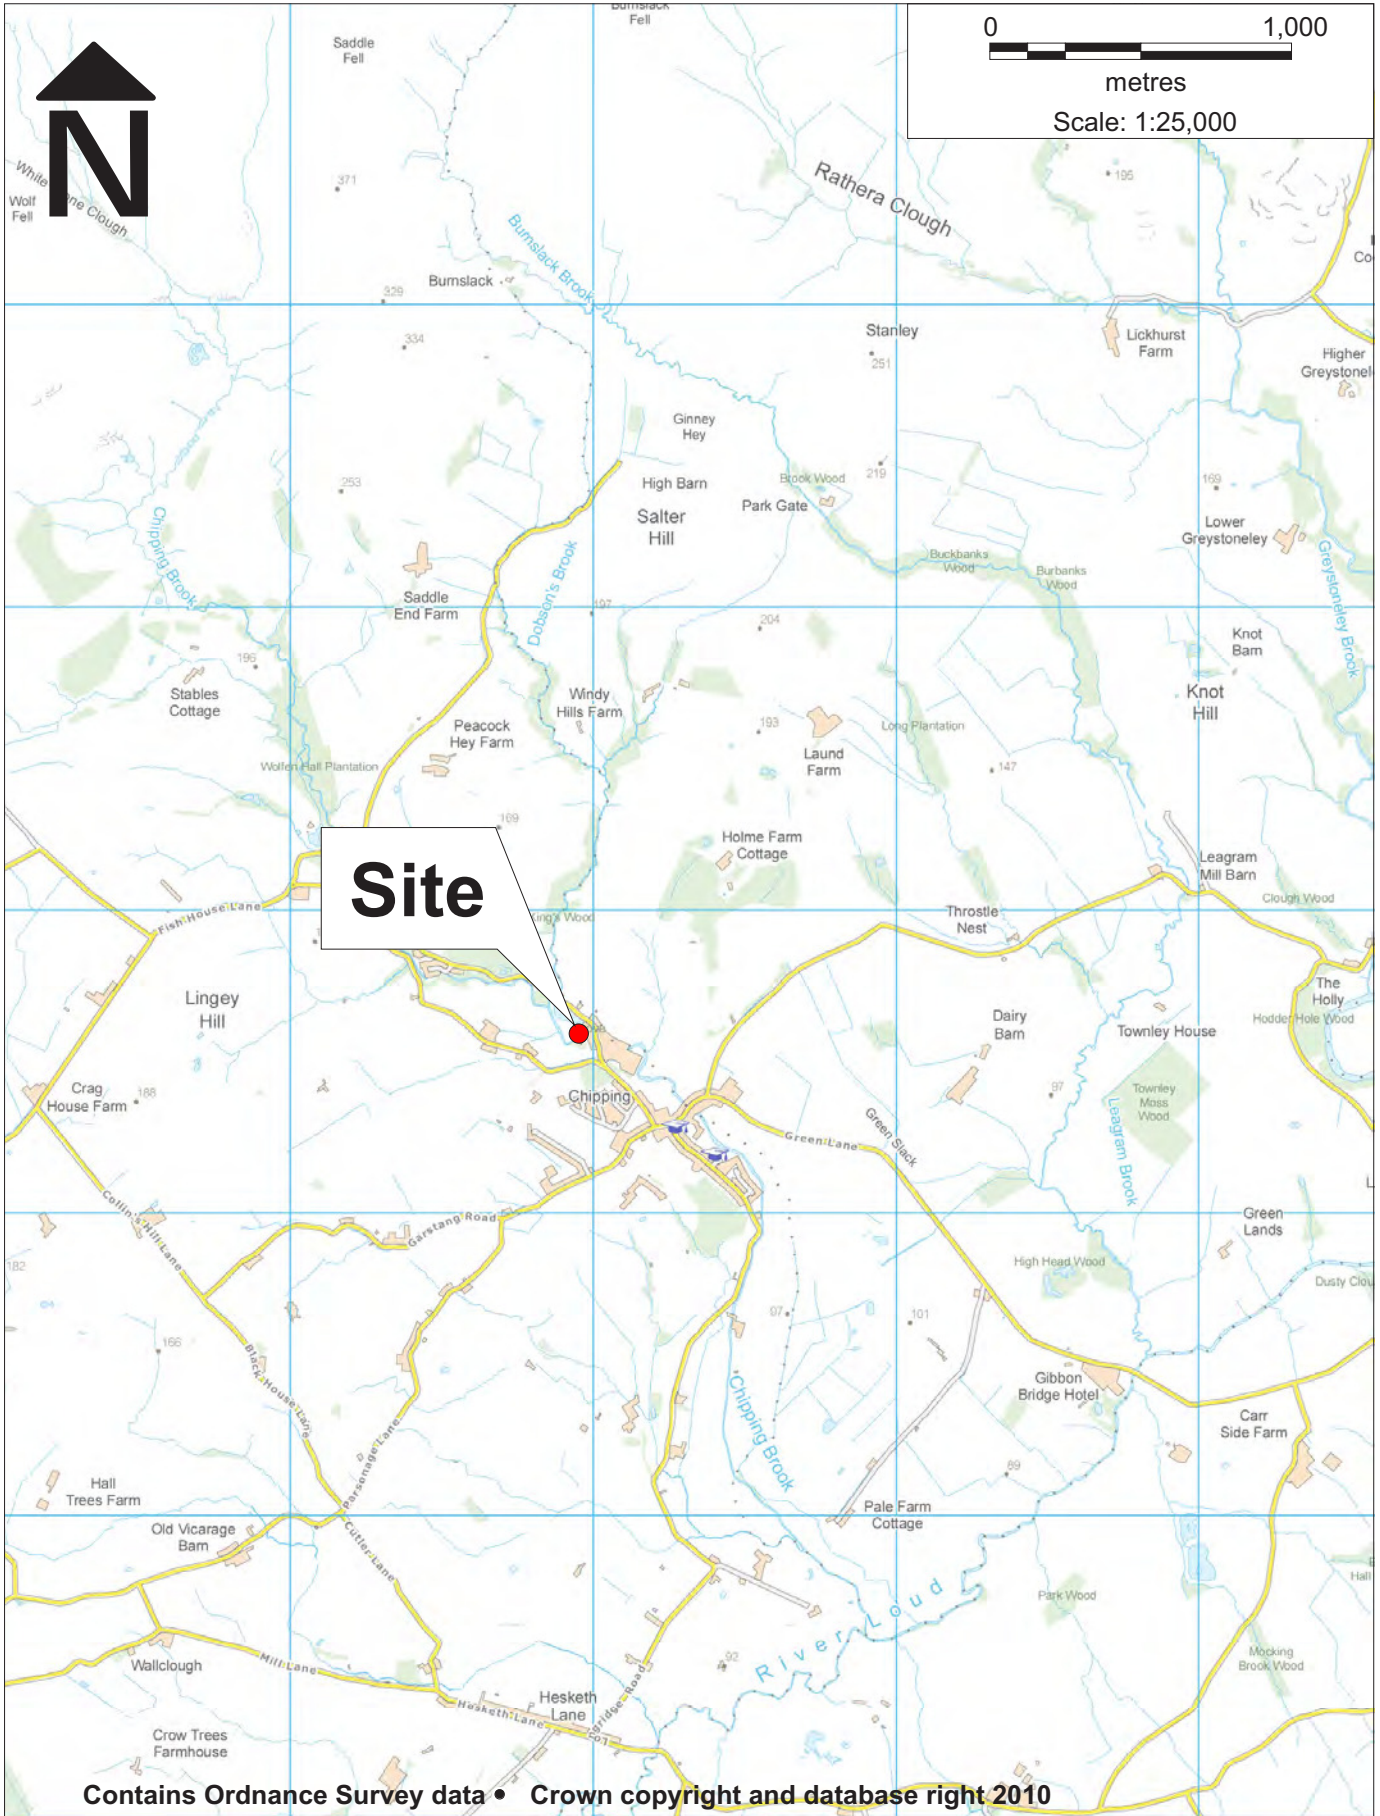 Burnslack
Fell
Saddle
Fell
0 1,000
metres
Scale: 1:25,000
N
Wolf
Fell
371
Rathera Clough
195
Burnslack Brook
Burnslack
329
334
Stanley
251
Lickhurst
Farm
Higher
Ginney
Hey
253
High Barn
Salter
Hill
Brook Wood
Park Gate
219
169
Lower
Greystoneley
Chipping Brook
Dobson's Brook
Buckbanks
Wood
Burbanks
Wood
Greystoneley Brook
Saddle
End Farm
197
204
Knot
Barn
196
Stables
Cottage
Windy
Hills Farm
Knot
Hill
Peacock
Hey Farm
193
Long Plantation
Laund
Farm
147
Wolfen Hall Plantation
169
Holme Farm
Cottage
Leagram
Mill Barn
Site
Clough Wood
Fish House Lane
King's Wood
Throstle
Nest
Lingey
Hill
The
Holly
Hodder Hole Wood
Dairy
Barn
Townley House
Crag
House Farm
188
Chipping
97
Townley
Moss
Wood
Green Lane
Green Slack
Leagram Brook
Collin's Hill Lane
Garstang Road
Green
Lands
182
High Head Wood
97
101
166
Black House Lane
Gibbon
Bridge Hotel
Chipping Brook
Carr
Side Farm
Parsonage Lane
89
Hall
Trees Farm
Pale Farm
Cottage
Old Vicarage
Barn
Cutler Lane
Hall
River Loud
Park Wood
Wallclough
Mill Lane
92
Mocking
Brook Wood
Hesketh
Lane
Hesketh Lane
Crow Trees
Farmhouse
Contains Ordnance Survey data • Crown copyright and database right 2010